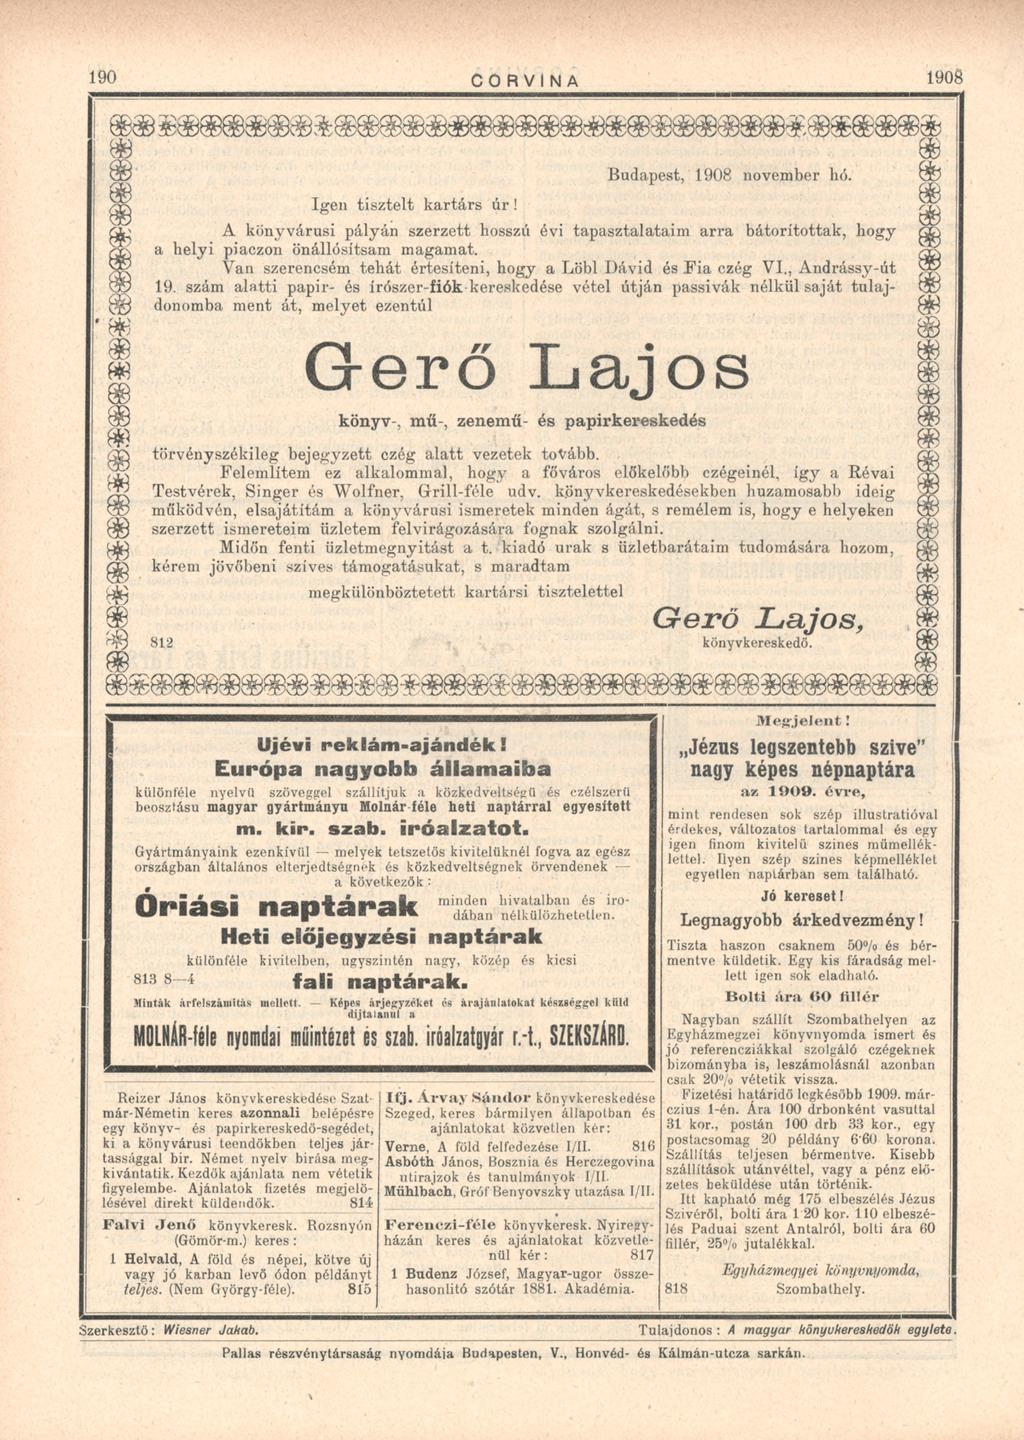 190
CORVINA
1908
Budapest, 1908 november hó.
Igen tisztelt kartárs úr!
A könyvárusi pályán szerzett hosszú évi tapasztalataim arra bátorítottak, hogy
a helyi piaczon önállósítsam magamat.
Van szerencsém tehát értesíteni, hogy a Löbl Dávid és Fia czég VI., Andrássy-út
19. szám alatti papir- és írószer-fiók-kereskedése vétel útján passivák nélkül saját tulaj-
donomba ment át, melyet ezentúl
Gerő Lajos
könyv-, mű-, zenemű- és papirkereskedés
törvényszékileg bejegyzett czég alatt vezetek tovább.
Felemlítem ez alkalommal, hogy a főváros előkelőbb czégeinél, így a Révai
Testvérek, Singer és Wolfner, Grill-féle udv. könyvkereskedésekben huzamosabb ideig
működvén, elsajátítám a könyvárusi ismeretek minden ágát, s remélem is, hogy e helyeken
szerzett ismereteim üzletem felvirágozására fognak szolgálni.
Midőn fenti üzletmegnyitást a t. kiadó urak s üzletbarátaim tudomására hozom,
kérem jövőbeni szíves támogatásukat, s maradtam
megkülönböztetett kartársi tisztelettel
Gerő Lajos,
812
könyvkereskedő.
Ujévi reklám-ajándék!
Európa nagyobb államaiba
különféle nyelvű szöveggel szállítjuk a közkedveltségű és czélszerű
beosztásu magyar gyártmányu Molnár-féle heti naptárral egyesített
m. kir. szab. iróalzatot.
Gyártmányaink ezenkívül — melyek tetszetős kivitelüknél fogva az egész
országban általános elterjedtségnek és közkedveltségnek örvendenek —
a következők:
Óriási naptárak minden hivatalban és iro-
dában nélkülözhetetlen.
Heti előjegyzési naptárak
különféle kivitelben, ugyszintén nagy, közép és kicsi
813 8—4 fali naptárak.
Minták árfelszámítás mellett. — Képes árjegyzéket és árajánlatokat készséggel küld
díjtalanul a
MOLNÁR-féle nyomdai műintézet és szab. iróalzatgyár r.-t., SZEKSZÁRD.
Reizer János könyvkereskedése Szat-
már-Németin keres azonnali belépésre
egy könyv- és papirkereskedő-segédet,
ki a könyvárusi teendőkben teljes jár-
tassággal bir. Német nyelv birása meg-
kivántatik. Kezdők ajánlata nem vétetik
figyelembe. Ajánlatok fizetés megjelö-
lésével direkt küldendők. 814
Falvi Jenő könyvkeresk. Rozsnyón
(Gömör-m.) keres:
1 Helvald, A föld és népei, kötve új
vagy jó karban levő ódon példányt
teljes. (Nem György-féle). 815
Ifj. Árvay Sándor könyvkereskedése
Szeged, keres bármilyen állapotban és
ajánlatokat közvetlen kér:
Verne, A föld felfedezése I/II. 816
Asbóth János, Bosznia és Herczegovina
utirajzok és tanulmányok I/II.
Mühlbach, Gróf Benyovszky utazása I/II.
Ferenczi-féle könyvkeresk. Nyiregy-
házán keres és ajánlatokat közvetle-
nül kér: 817
1 Budenz József, Magyar-ugor össze-
hasonlitó szótár 1881. Akadémia.
Megjelent!
„Jézus legszentebb szive”
nagy képes népnaptára
az 1909. évre,
mint rendesen sok szép illustratióval
érdekes, változatos tartalommal és egy
igen finom kivitelű szines műmellék-
lettel. Ilyen szép szines képmelléklet
egyetlen naptárban sem található.
Jó kereset!
Legnagyobb árkedvezmény!
Tiszta haszon csaknem 50% és bér-
mentve küldetik. Egy kis fáradság mel-
lett igen sok eladható.
Bolti ára 60 fillér
Nagyban szállít Szombathelyen az
Egyházmegzei könyvnyomda ismert és
jó referencziákkal szolgáló czégeknek
bizományba is, leszámolásnál azonban
csak 20% vétetik vissza.
Fizetési határidő legkésőbb 1909. már-
czius 1-én. Ára 100 drbonként vasuttal
31 kor., postán 100 drb 33 kor., egy
postacsomag 20 példány 6·60 korona.
Szállítás teljesen bérmentve. Kisebb
szállítások utánvéttel, vagy a pénz elő-
zetes beküldése után történik.
Itt kapható még 175 elbeszélés Jézus
Szivéről, bolti ára 1·20 kor. 110 elbeszé-
lés Paduai szent Antalról, bolti ára 60
fillér, 25% jutalékkal.
Egyházmegyei könyvnyomda,
818 Szombathely.
Szerkesztő: Wiesner Jakab.
Tulajdonos: A magyar könyvkereskedők egylete.
Pallas részvénytársaság nyomdája Budapesten, V., Honvéd- és Kálmán-utcza sarkán.